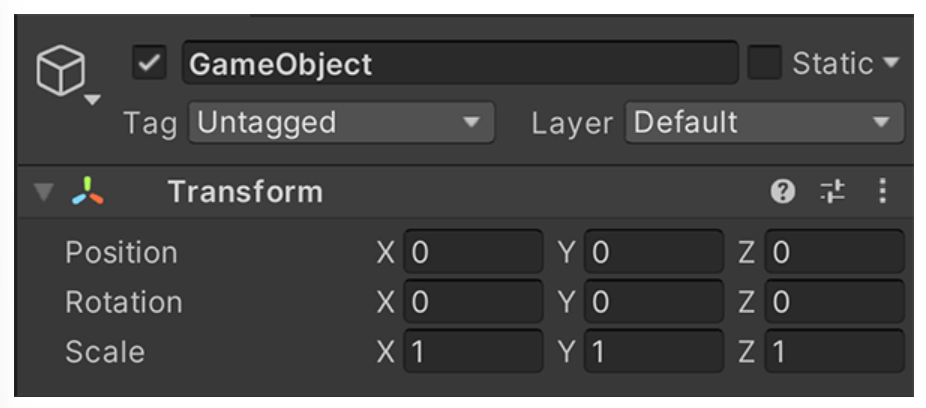 GameObject Static
Tag Untagged Layer Default
Transform
Position X 0 Y 0 Z 0
Rotation X 0 Y 0 Z 0
Scale X 1 Y 1 Z 1